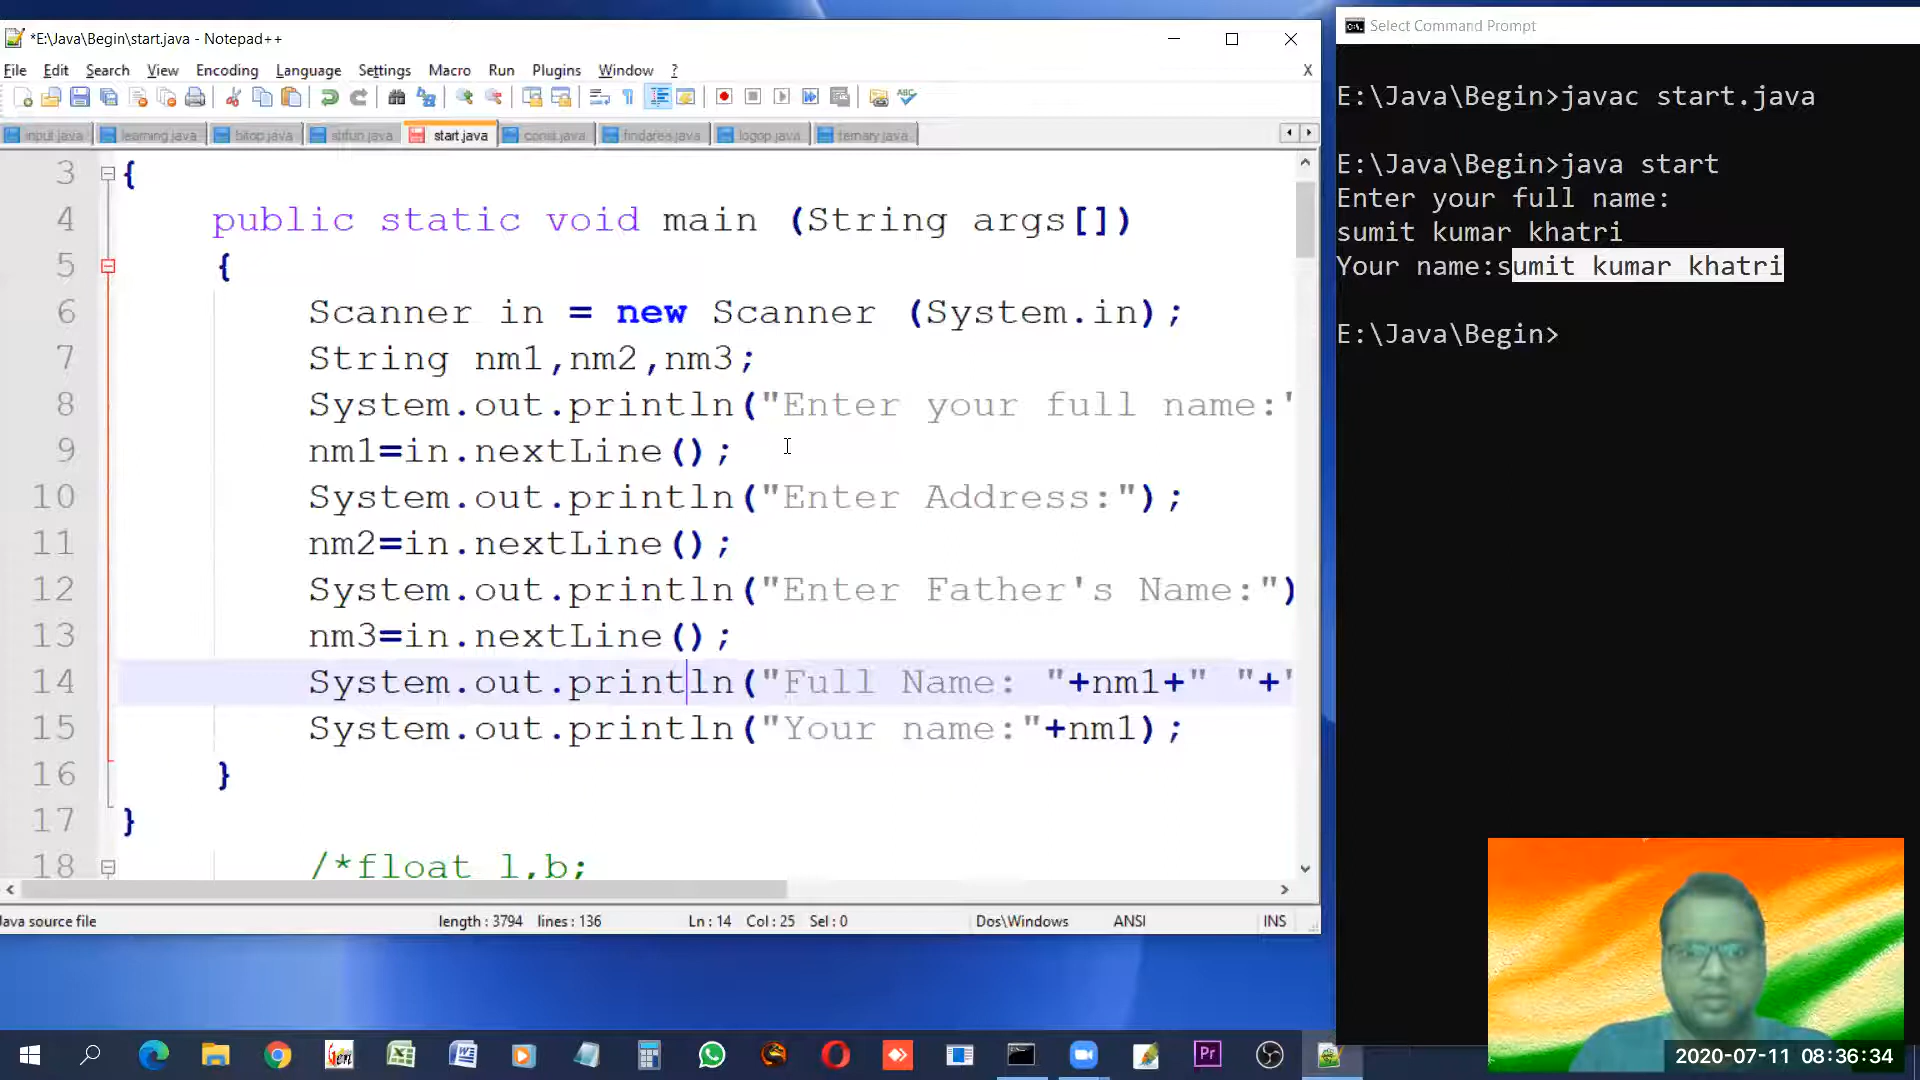 *E:\Java\Begin\start.java - Notepad++
File Edit Search View Encoding Language Settings Macro Run Plugins Window ? X
input.java learning.java bitop.java strfun.java start.java const.java findarea.java logop.java ternary.java
3 {
4 public static void main (String args[])
5 {
6 Scanner in = new Scanner (System.in);
7 String nm1,nm2,nm3;
8 System.out.println("Enter your full name:"
9 nm1=in.nextLine();
10 System.out.println("Enter Address:");
11 nm2=in.nextLine();
12 System.out.println("Enter Father's Name:")
13 nm3=in.nextLine();
14 System.out.println("Full Name: "+nm1+" "+"
15 System.out.println("Your name:"+nm1);
16 }
17 }
18 /*float l,b;
Java source file length : 3794 lines : 136 Ln : 14 Col : 25 Sel : 0 Dos\Windows ANSI INS
Select Command Prompt
E:\Java\Begin>javac start.java
E:\Java\Begin>java start
Enter your full name:
sumit kumar khatri
Your name:sumit kumar khatri
E:\Java\Begin>
Gen
Pr
2020-07-11 08:36:34